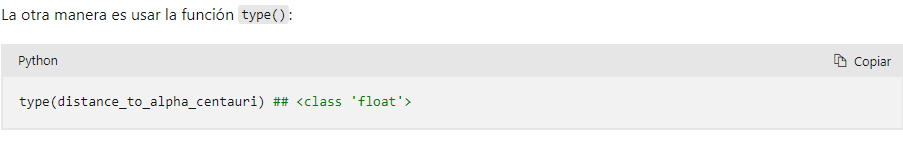 La otra manera es usar la función type():
Python
Copiar
type(distance_to_alpha_centauri) ## <class 'float'>